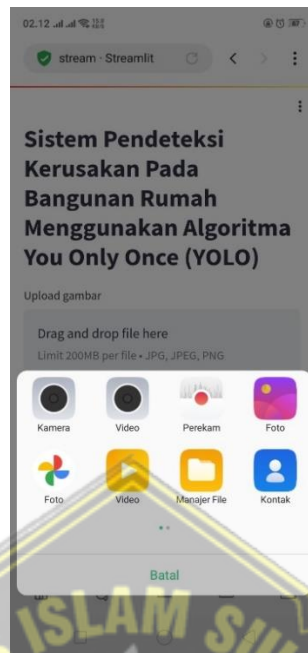 02.12
stream · Streamlit
Sistem Pendeteksi
Kerusakan Pada
Bangunan Rumah
Menggunakan Algoritma
You Only Once (YOLO)
Upload gambar
Drag and drop file here
Limit 200MB per file • JPG, JPEG, PNG
Kamera Video Perekam Foto
Foto Video Manajer File Kontak
Batal
ISLAM